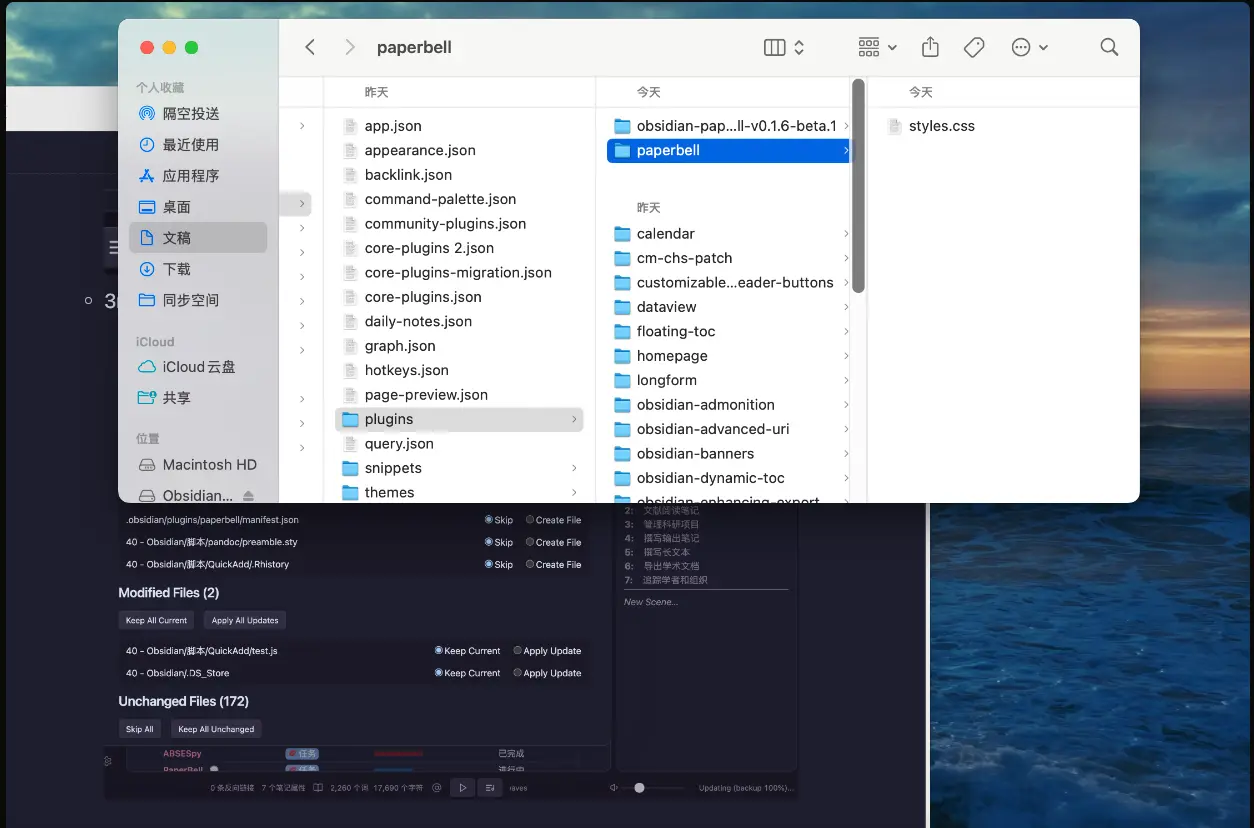 paperbell
个人收藏
隔空投送
最近使用
应用程序
桌面
文稿
下载
同步空间
iCloud
iCloud 云盘
共享
位置
Macintosh HD
Obsidian...
昨天
app.json
appearance.json
backlink.json
command-palette.json
community-plugins.json
core-plugins 2.json
core-plugins-migration.json
core-plugins.json
daily-notes.json
graph.json
hotkeys.json
page-preview.json
plugins
query.json
snippets
themes
今天
obsidian-pap...ll-v0.1.6-beta.1
paperbell
昨天
calendar
cm-chs-patch
customizable...eader-buttons
dataview
floating-toc
homepage
longform
obsidian-admonition
obsidian-advanced-uri
obsidian-banners
obsidian-dynamic-toc
obsidian-enhancing-export
今天
styles.css
.obsidian/plugins/paperbell/manifest.json Skip Create File
40 - Obsidian/脚本/pandoc/preamble.sty Skip Create File
40 - Obsidian/脚本/QuickAdd/.Rhistory Skip Create File
Modified Files (2)
Keep All Current Apply All Updates
40 - Obsidian/脚本/QuickAdd/test.js Keep Current Apply Update
40 - Obsidian/.DS_Store Keep Current Apply Update
Unchanged Files (172)
Skip All Keep All Unchanged
ABSESpy 任务 已完成
PaperBell 任务 进行中
2: 文献阅读笔记
3: 管理科研项目
4: 撰写输出笔记
5: 撰写长文本
6: 导出学术文档
7: 追踪学者和组织
New Scene...
0 条反向链接 7 个笔记属性 2,260 个词 17,690 个字符 raves Updating (backup 100%)...